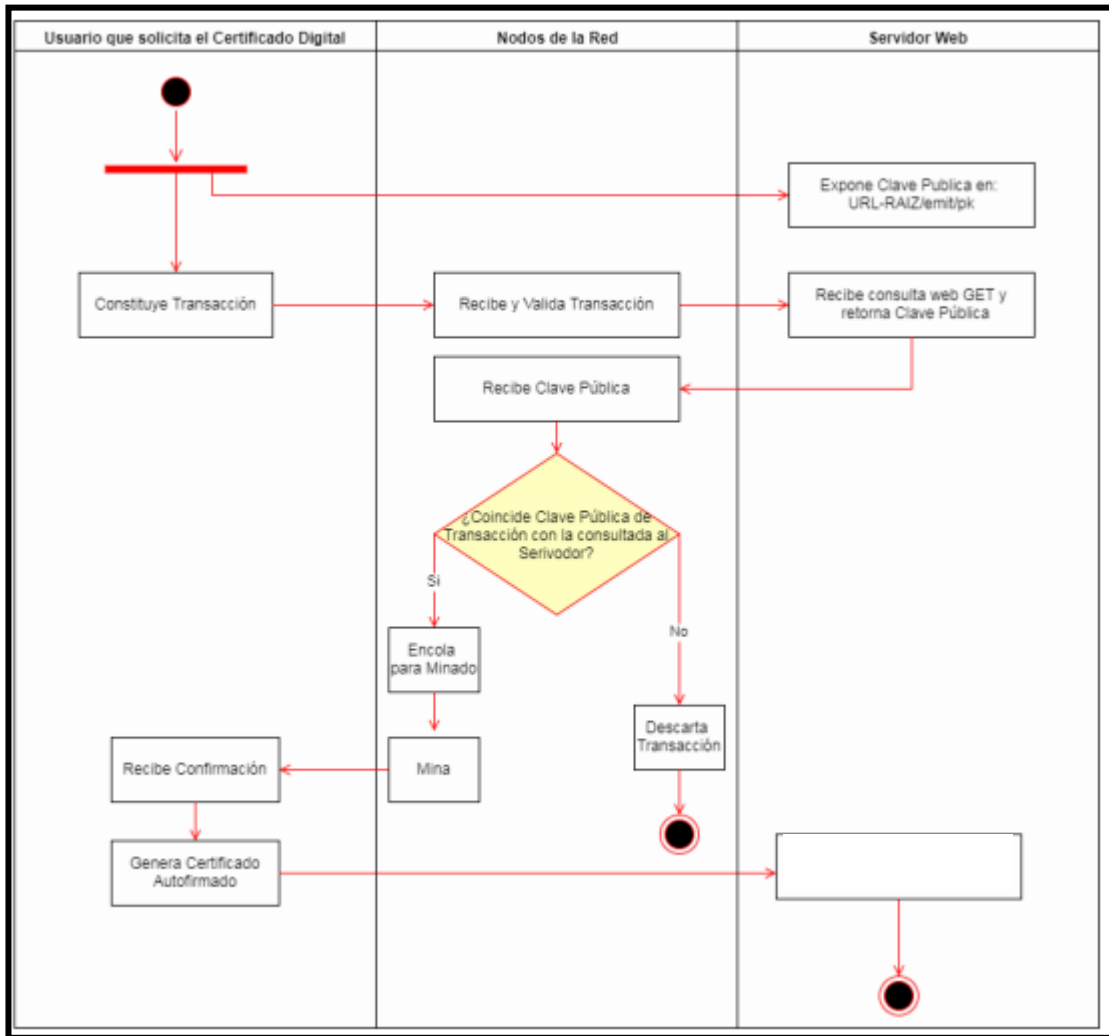 Usuario que solicita el Certificado Digital
Nodos de la Red
Servidor Web
Expone Clave Publica en:
URL-RAIZ/emit/pk
Constituye Transacción
Recibe y Valida Transacción
Recibe consulta web GET y
retorna Clave Pública
Recibe Clave Pública
¿Coincide Clave Pública de
Transacción con la consultada al
Serivodor?
Si
No
Encola
para Minado
Descarta
Transacción
Recibe Confirmación
Mina
Genera Certificado
Autofirmado